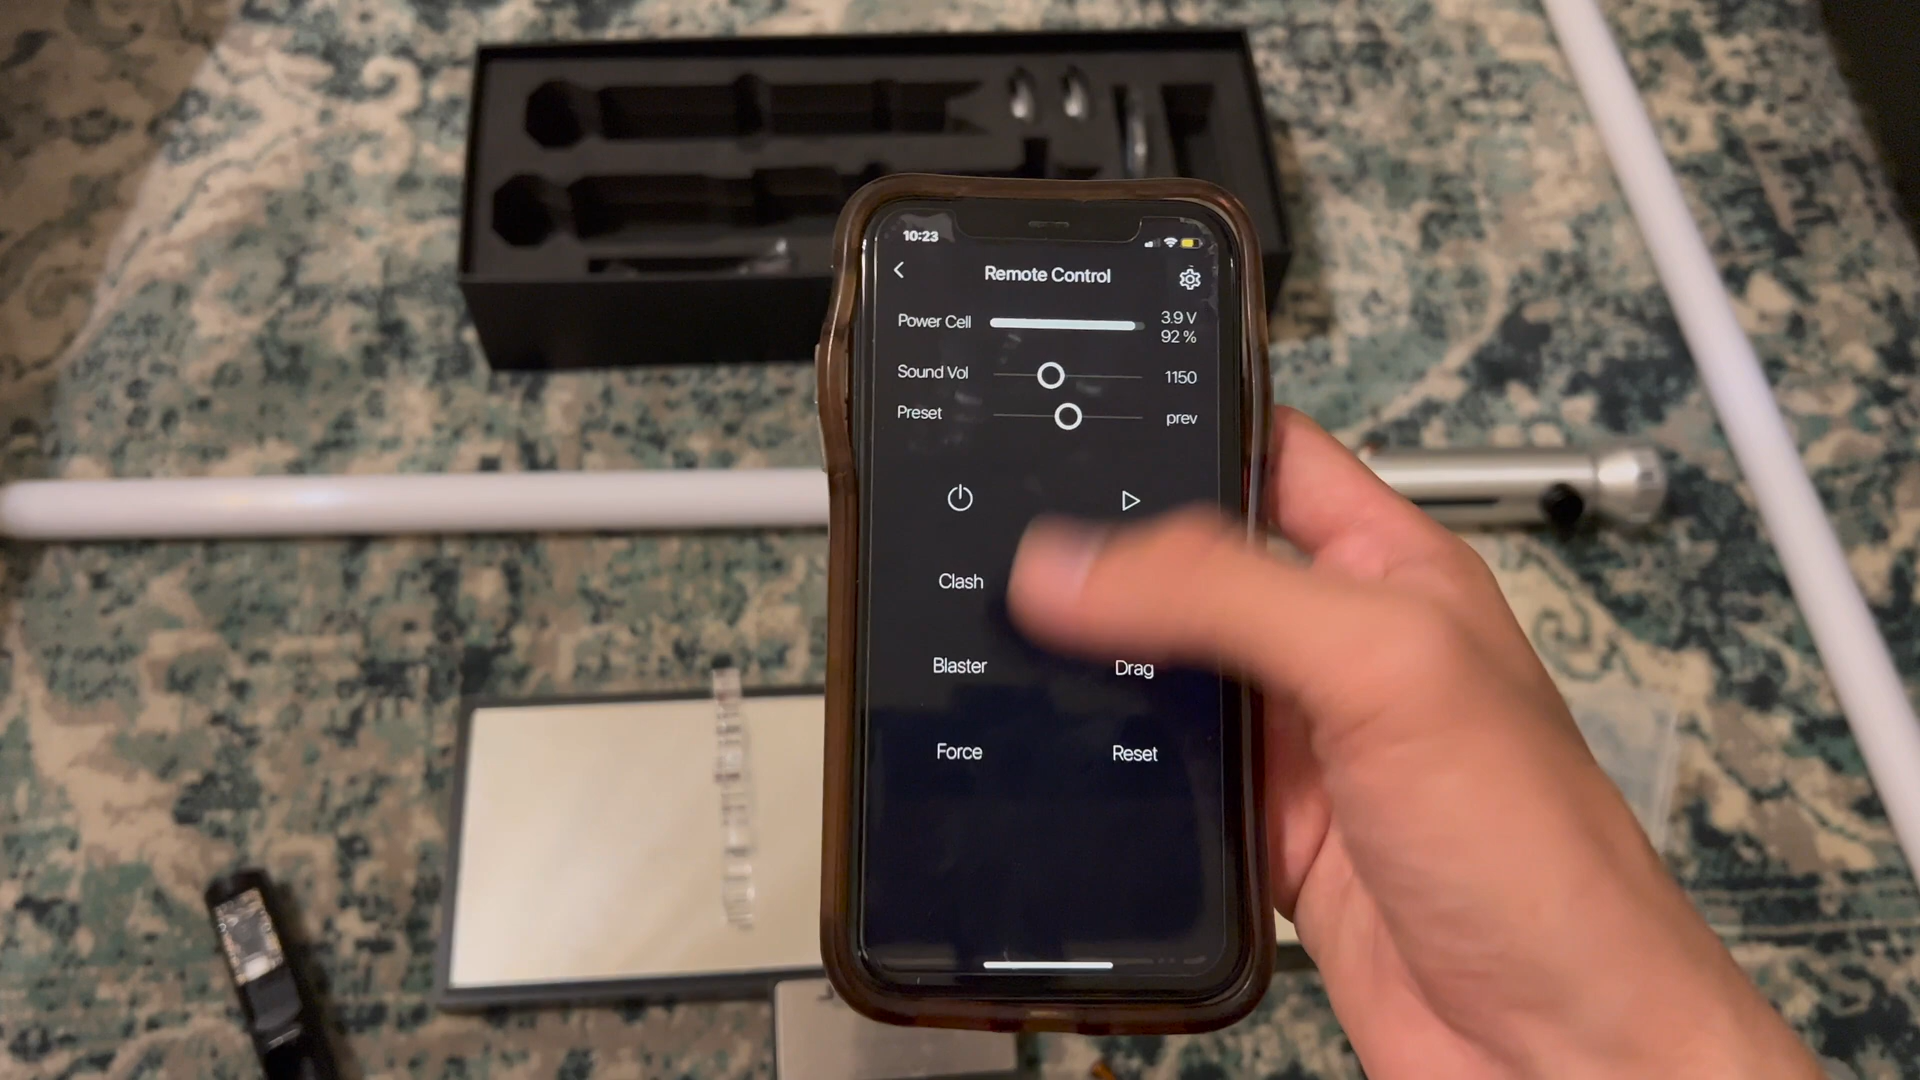 10:23
Remote Control
Power Cell
3.9 V
92 %
Sound Vol
1150
Preset
prev
Clash
Blaster
Drag
Force
Reset